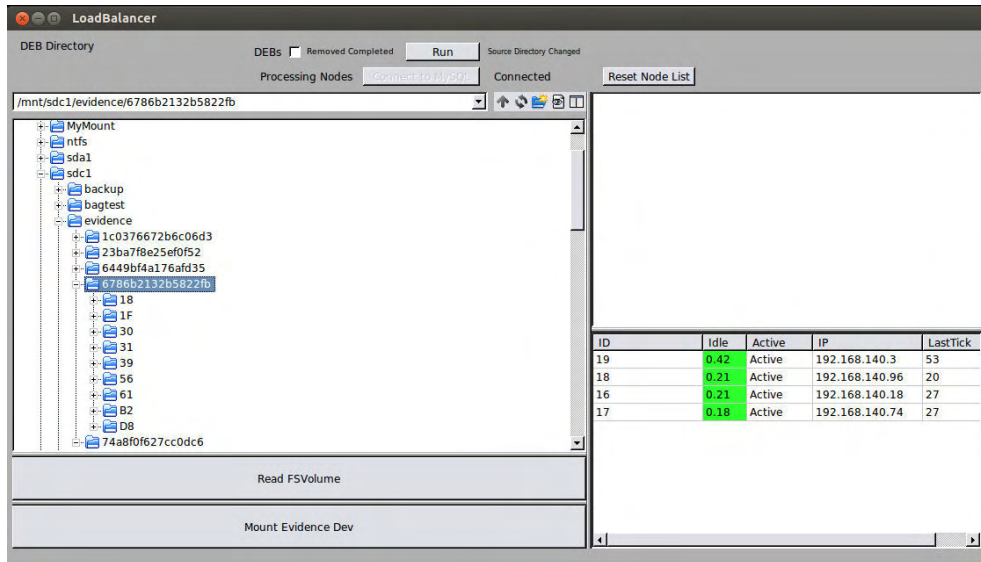 LoadBalancer
DEB Directory
DEBs Removed Completed Run Source Directory Changed
Processing Nodes Connect to MySQL Connected Reset Node List
/mnt/sdc1/evidence/6786b2132b5822fb
MyMount
ntfs
sda1
sdc1
backup
bagtest
evidence
1c0376672b6c06d3
23ba7f8e25ef0f52
6449bf4a176afd35
6786b2132b5822fb
18
1F
30
31
39
56
61
B2
D8
74a8f0f627cc0dc6
Read FSVolume
Mount Evidence Dev
ID Idle Active IP LastTick
19 0.42 Active 192.168.140.3 53
18 0.21 Active 192.168.140.96 20
16 0.21 Active 192.168.140.18 27
17 0.18 Active 192.168.140.74 27